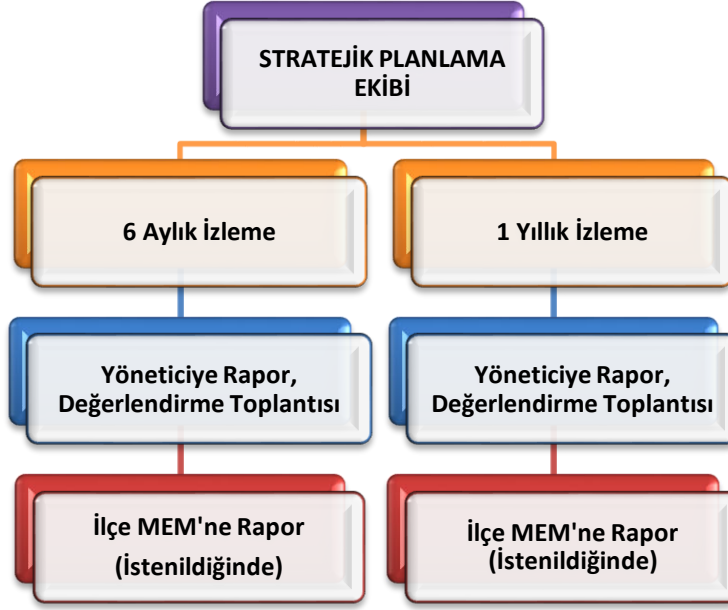 STRATEJİK PLANLAMA
EKİBİ
6 Aylık İzleme
1 Yıllık İzleme
Yöneticiye Rapor,
Değerlendirme Toplantısı
Yöneticiye Rapor,
Değerlendirme Toplantısı
İlçe MEM'ne Rapor
(İstenildiğinde)
İlçe MEM'ne Rapor
(İstenildiğinde)